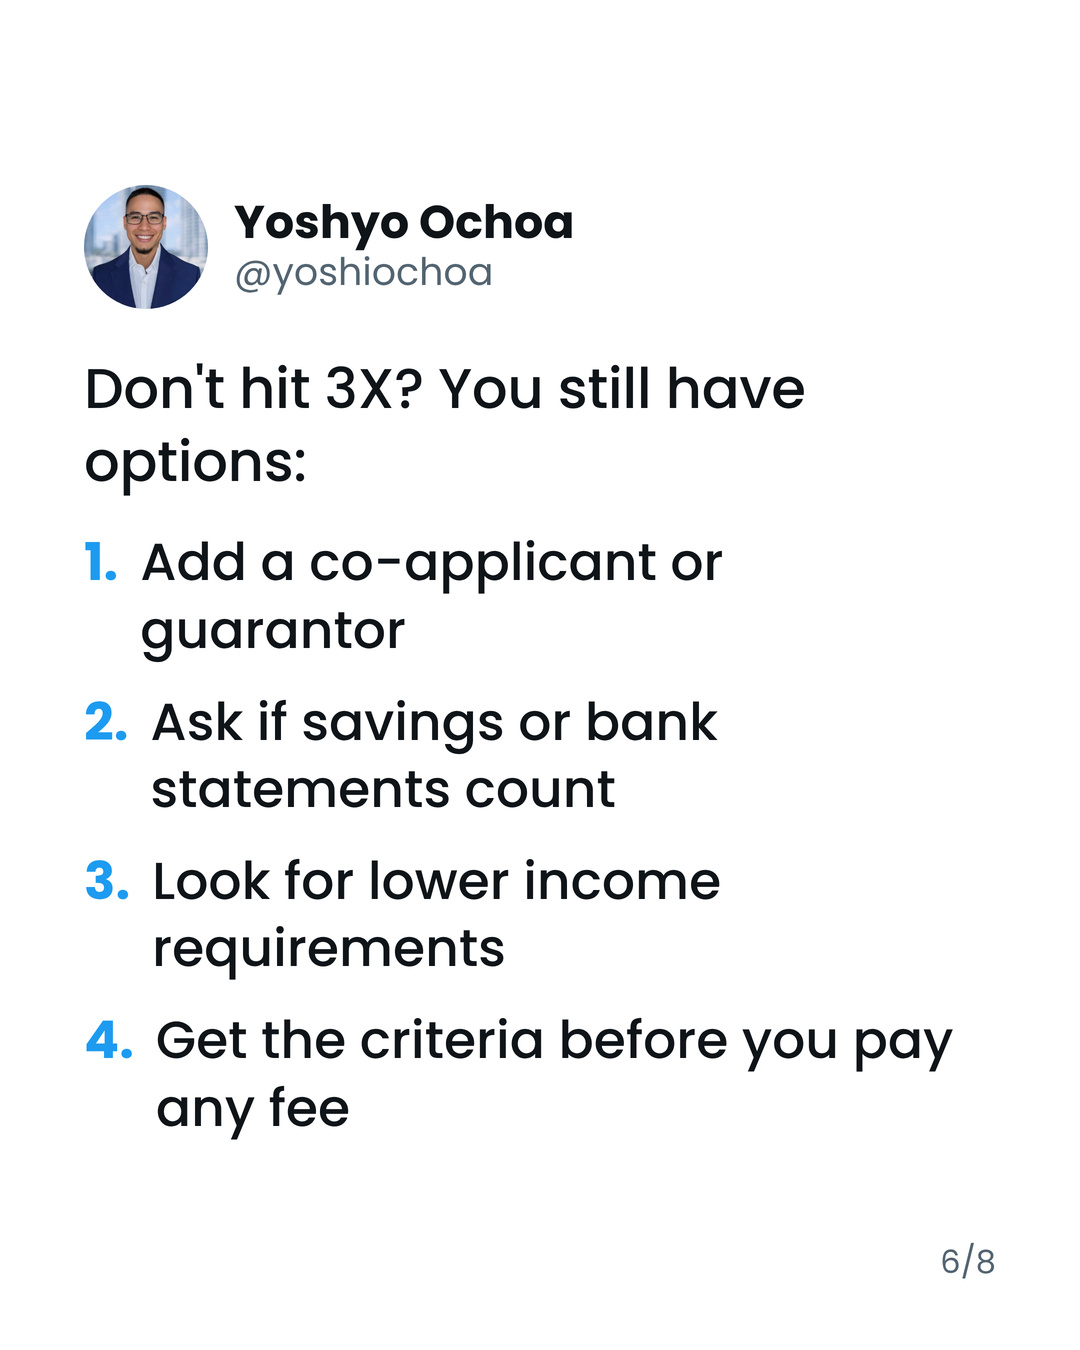 Yoshyo Ochoa
@yoshiochoa
Don't hit 3X? You still have
options:
1. Add a co-applicant or
guarantor
2. Ask if savings or bank
statements count
3. Look for lower income
requirements
4. Get the criteria before you pay
any fee
6/8